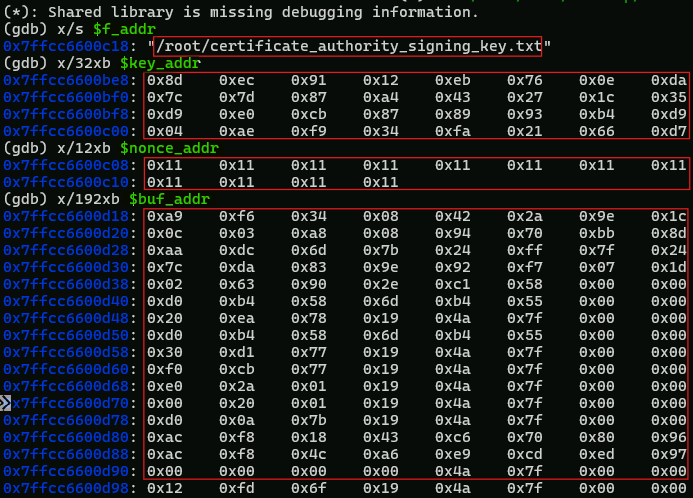 (*): Shared library is missing debugging information.
(gdb) x/s $f_addr
0x7ffcc6600c18: "/root/certificate_authority_signing_key.txt"
(gdb) x/32xb $key_addr
0x7ffcc6600be8: 0x8d 0xec 0x91 0x12 0xeb 0x76 0x0e 0xda
0x7ffcc6600bf0: 0x7c 0x7d 0x87 0xa4 0x43 0x27 0x1c 0x35
0x7ffcc6600bf8: 0xd9 0xe0 0xcb 0x87 0x89 0x93 0xb4 0xd9
0x7ffcc6600c00: 0x04 0xae 0xf9 0x34 0xfa 0x21 0x66 0xd7
(gdb) x/12xb $nonce_addr
0x7ffcc6600c08: 0x11 0x11 0x11 0x11 0x11 0x11 0x11 0x11
0x7ffcc6600c10: 0x11 0x11 0x11 0x11
(gdb) x/192xb $buf_addr
0x7ffcc6600d18: 0xa9 0xf6 0x34 0x08 0x42 0x2a 0x9e 0x1c
0x7ffcc6600d20: 0x0c 0x03 0xa8 0x08 0x94 0x70 0xbb 0x8d
0x7ffcc6600d28: 0xaa 0xdc 0x6d 0x7b 0x24 0xff 0x7f 0x24
0x7ffcc6600d30: 0x7c 0xda 0x83 0x9e 0x92 0xf7 0x07 0x1d
0x7ffcc6600d38: 0x02 0x63 0x90 0x2e 0xc1 0x58 0x00 0x00
0x7ffcc6600d40: 0xd0 0xb4 0x58 0x6d 0xb4 0x55 0x00 0x00
0x7ffcc6600d48: 0x20 0xea 0x78 0x19 0x4a 0x7f 0x00 0x00
0x7ffcc6600d50: 0xd0 0xb4 0x58 0x6d 0xb4 0x55 0x00 0x00
0x7ffcc6600d58: 0x30 0xd1 0x77 0x19 0x4a 0x7f 0x00 0x00
0x7ffcc6600d60: 0xf0 0xcb 0x77 0x19 0x4a 0x7f 0x00 0x00
0x7ffcc6600d68: 0xe0 0x2a 0x01 0x19 0x4a 0x7f 0x00 0x00
0x7ffcc6600d70: 0x00 0x20 0x01 0x19 0x4a 0x7f 0x00 0x00
0x7ffcc6600d78: 0xd0 0x0a 0x7b 0x19 0x4a 0x7f 0x00 0x00
0x7ffcc6600d80: 0xac 0xf8 0x18 0x43 0xc6 0x70 0x80 0x96
0x7ffcc6600d88: 0xac 0xf8 0x4c 0xa6 0xe9 0xcd 0xed 0x97
0x7ffcc6600d90: 0x00 0x00 0x00 0x00 0x4a 0x7f 0x00 0x00
0x7ffcc6600d98: 0x12 0xfd 0x6f 0x19 0x4a 0x7f 0x00 0x00